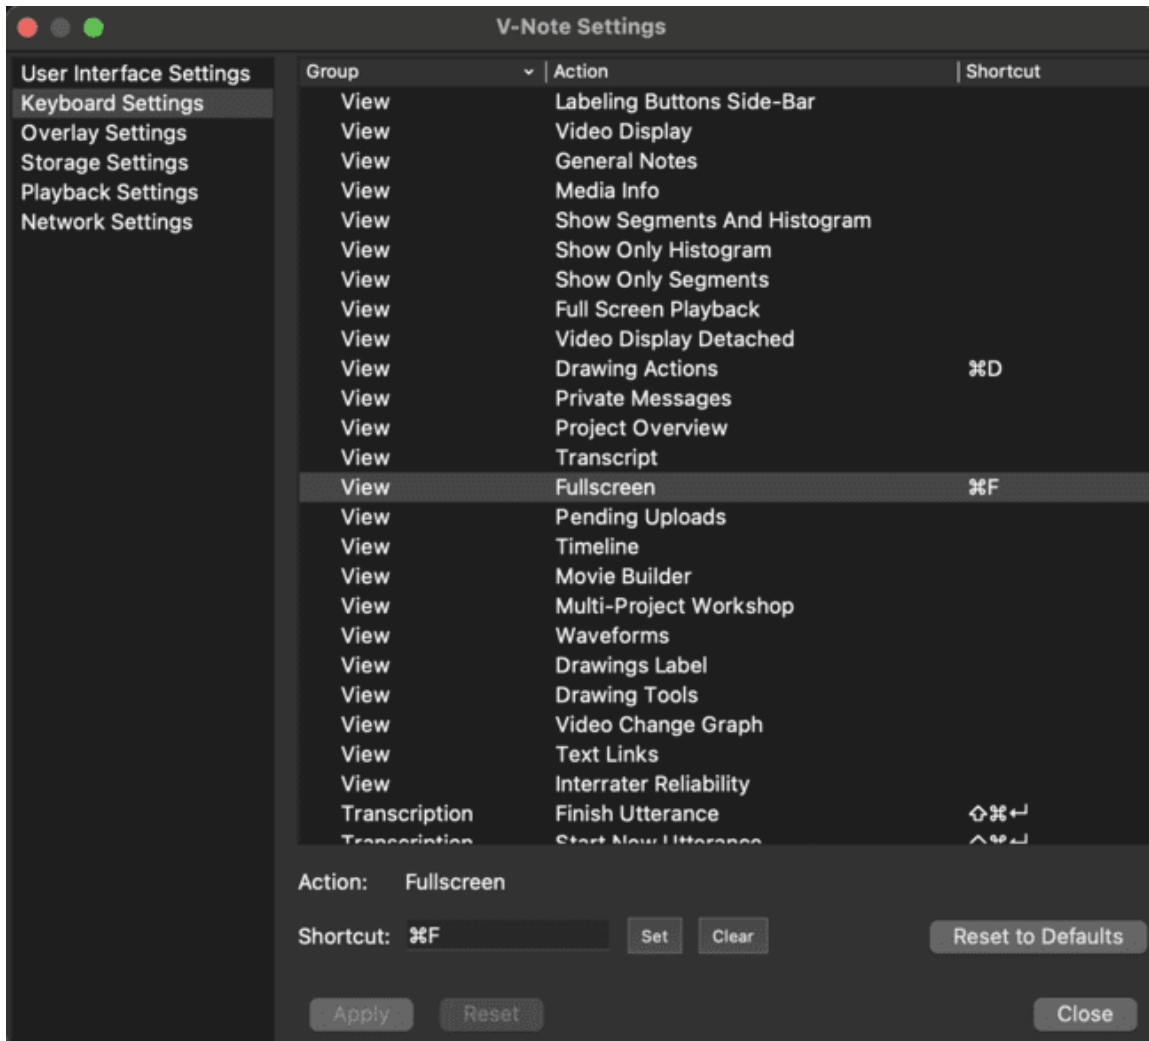 V-Note Settings
User Interface Settings
Keyboard Settings
Overlay Settings
Storage Settings
Playback Settings
Network Settings
Group Action Shortcut
View Labeling Buttons Side-Bar
View Video Display
View General Notes
View Media Info
View Show Segments And Histogram
View Show Only Histogram
View Show Only Segments
View Full Screen Playback
View Video Display Detached
View Drawing Actions ⌘D
View Private Messages
View Project Overview
View Transcript
View Fullscreen ⌘F
View Pending Uploads
View Timeline
View Movie Builder
View Multi-Project Workshop
View Waveforms
View Drawings Label
View Drawing Tools
View Video Change Graph
View Text Links
View Interrater Reliability
Transcription Finish Utterance ⇧⌘↩
Transcription Start New Utterance
Action: Fullscreen
Shortcut: ⌘F Set Clear Reset to Defaults
Apply Reset Close